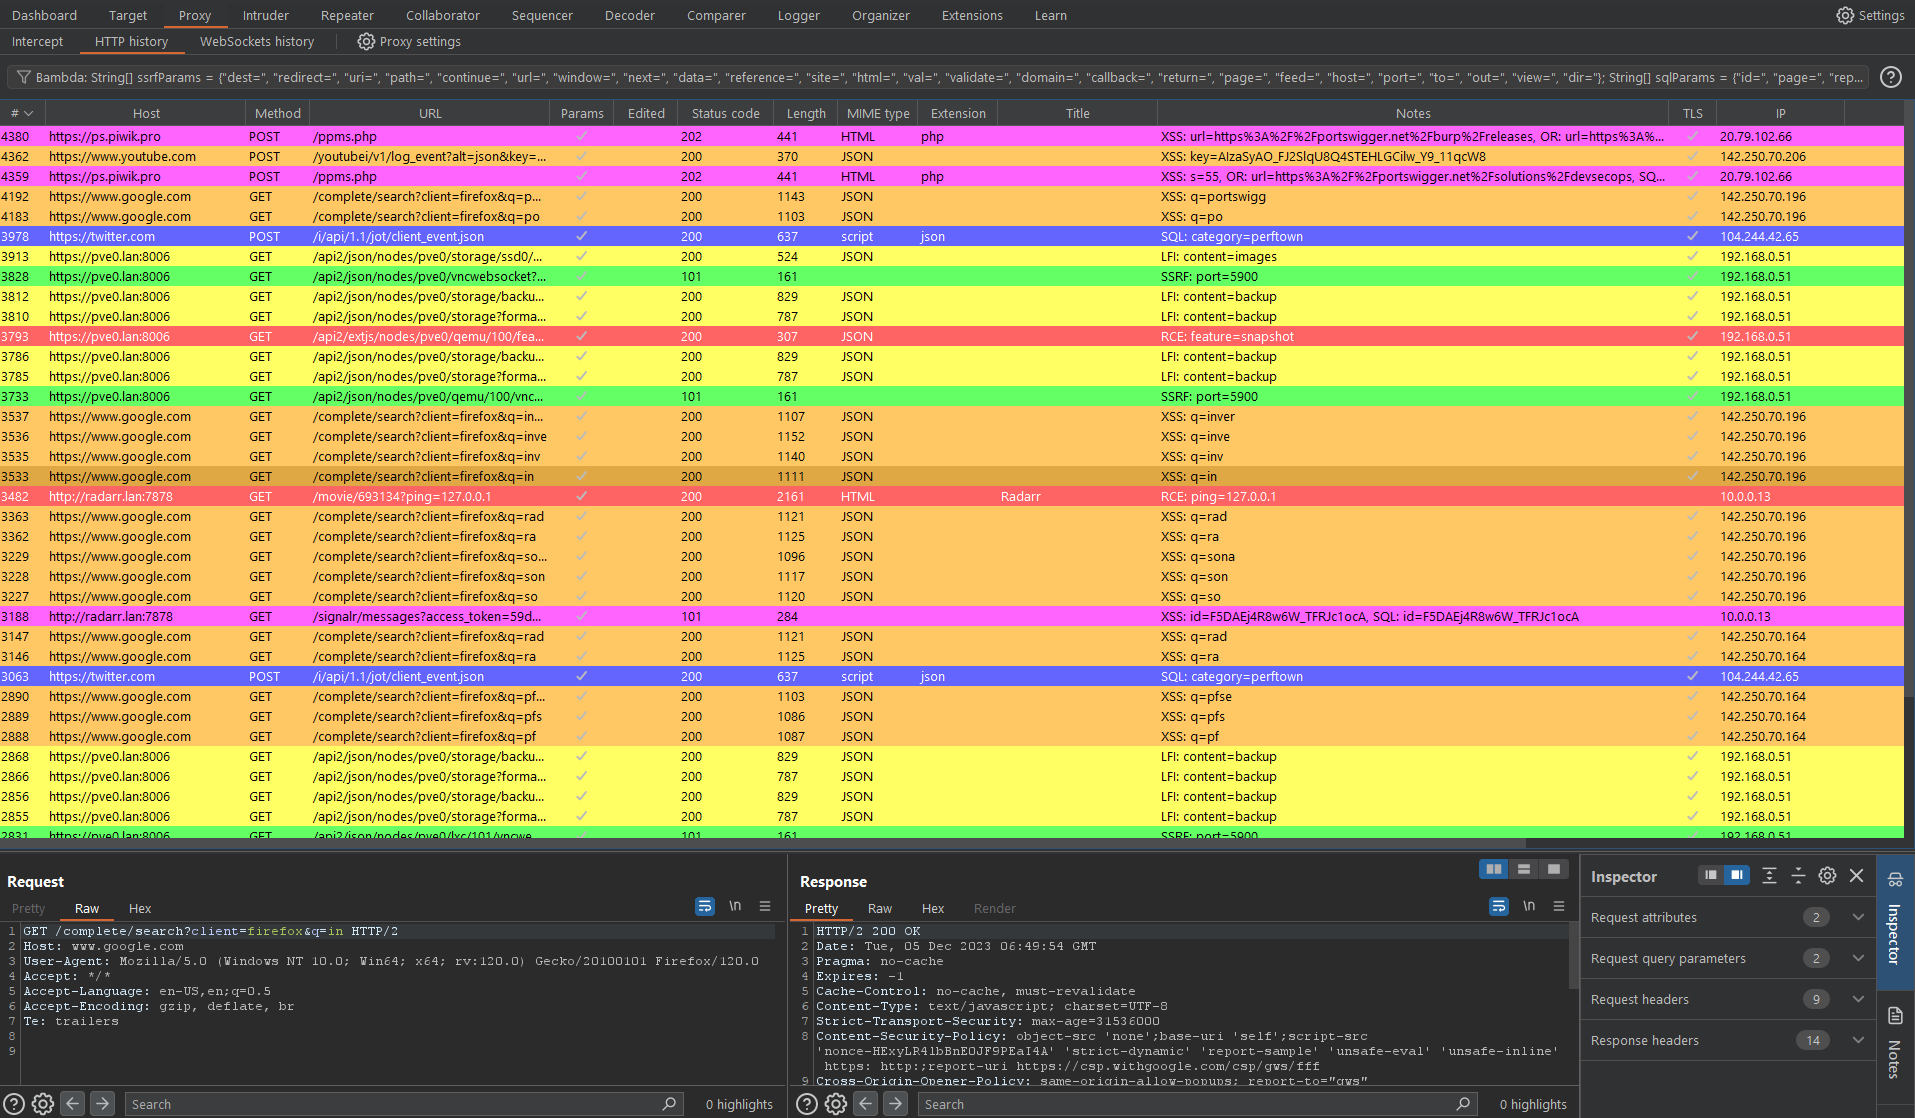 Dashboard Target Proxy Intruder Repeater Collaborator Sequencer Decoder Comparer Logger Organizer Extensions Learn Settings
Intercept HTTP history WebSockets history Proxy settings
Bambda: String[] ssrfParams = {"dest=", "redirect=", "uri=", "path=", "continue=", "url=", "window=", "next=", "data=", "reference=", "site=", "html=", "val=", "validate=", "domain=", "callback=", "return=", "page=", "feed=", "host=", "port=", "to=", "out=", "view=", "dir="}; String[] sqlParams = {"id=", "page=", "rep...
# Host Method URL Params Edited Status code Length MIME type Extension Title Notes TLS IP
4380 https://ps.piwik.pro POST /ppms.php 202 441 HTML php XSS: url=https%3A%2F%2Fportswigger.net%2Fburp%2Freleases, OR: url=https%3A%... 20.79.102.66
4362 https://www.youtube.com POST /youtubei/v1/log_event?alt=json&key=... 200 370 JSON XSS: key=AIzaSyAO_FJ2SlqU8Q4STEHLGCilw_Y9_11qcW8 142.250.70.206
4359 https://ps.piwik.pro POST /ppms.php 202 441 HTML php XSS: s=55, OR: url=https%3A%2F%2Fportswigger.net%2Fsolutions%2Fdevsecops, SQ... 20.79.102.66
4192 https://www.google.com GET /complete/search?client=firefox&q=p... 200 1143 JSON XSS: q=portswigg 142.250.70.196
4183 https://www.google.com GET /complete/search?client=firefox&q=po 200 1103 JSON XSS: q=po 142.250.70.196
3978 https://twitter.com POST /i/api/1.1/jot/client_event.json 200 637 script json SQL: category=perftown 104.244.42.65
3913 https://pve0.lan:8006 GET /api2/json/nodes/pve0/storage/ssd0/... 200 524 JSON LFI: content=images 192.168.0.51
3828 https://pve0.lan:8006 GET /api2/json/nodes/pve0/vncwebsocket?... 101 161 SSRF: port=5900 192.168.0.51
3812 https://pve0.lan:8006 GET /api2/json/nodes/pve0/storage/backu... 200 829 JSON LFI: content=backup 192.168.0.51
3810 https://pve0.lan:8006 GET /api2/json/nodes/pve0/storage?forma... 200 787 JSON LFI: content=backup 192.168.0.51
3793 https://pve0.lan:8006 GET /api2/extjs/nodes/pve0/qemu/100/fea... 200 307 JSON RCE: feature=snapshot 192.168.0.51
3786 https://pve0.lan:8006 GET /api2/json/nodes/pve0/storage/backu... 200 829 JSON LFI: content=backup 192.168.0.51
3785 https://pve0.lan:8006 GET /api2/json/nodes/pve0/storage?forma... 200 787 JSON LFI: content=backup 192.168.0.51
3733 https://pve0.lan:8006 GET /api2/json/nodes/pve0/qemu/100/vnc... 101 161 SSRF: port=5900 192.168.0.51
3537 https://www.google.com GET /complete/search?client=firefox&q=in... 200 1107 JSON XSS: q=inver 142.250.70.196
3536 https://www.google.com GET /complete/search?client=firefox&q=inve 200 1152 JSON XSS: q=inve 142.250.70.196
3535 https://www.google.com GET /complete/search?client=firefox&q=inv 200 1140 JSON XSS: q=inv 142.250.70.196
3533 https://www.google.com GET /complete/search?client=firefox&q=in 200 1111 JSON XSS: q=in 142.250.70.196
3482 http://radarr.lan:7878 GET /movie/693134?ping=127.0.0.1 200 2161 HTML Radarr RCE: ping=127.0.0.1 10.0.0.13
3363 https://www.google.com GET /complete/search?client=firefox&q=rad 200 1121 JSON XSS: q=rad 142.250.70.196
3362 https://www.google.com GET /complete/search?client=firefox&q=ra 200 1125 JSON XSS: q=ra 142.250.70.196
3229 https://www.google.com GET /complete/search?client=firefox&q=so... 200 1096 JSON XSS: q=sona 142.250.70.196
3228 https://www.google.com GET /complete/search?client=firefox&q=son 200 1117 JSON XSS: q=son 142.250.70.196
3227 https://www.google.com GET /complete/search?client=firefox&q=so 200 1120 JSON XSS: q=so 142.250.70.196
3188 http://radarr.lan:7878 GET /signalr/messages?access_token=59d... 101 284 XSS: id=F5DAEj4R8w6W_TFRJc1ocA, SQL: id=F5DAEj4R8w6W_TFRJc1ocA 10.0.0.13
3147 https://www.google.com GET /complete/search?client=firefox&q=rad 200 1121 JSON XSS: q=rad 142.250.70.164
3146 https://www.google.com GET /complete/search?client=firefox&q=ra 200 1125 JSON XSS: q=ra 142.250.70.164
3063 https://twitter.com POST /i/api/1.1/jot/client_event.json 200 637 script json SQL: category=perftown 104.244.42.65
2890 https://www.google.com GET /complete/search?client=firefox&q=pf... 200 1103 JSON XSS: q=pfse 142.250.70.164
2889 https://www.google.com GET /complete/search?client=firefox&q=pfs 200 1086 JSON XSS: q=pfs 142.250.70.164
2888 https://www.google.com GET /complete/search?client=firefox&q=pf 200 1087 JSON XSS: q=pf 142.250.70.164
2868 https://pve0.lan:8006 GET /api2/json/nodes/pve0/storage/backu... 200 829 JSON LFI: content=backup 192.168.0.51
2866 https://pve0.lan:8006 GET /api2/json/nodes/pve0/storage?forma... 200 787 JSON LFI: content=backup 192.168.0.51
2856 https://pve0.lan:8006 GET /api2/json/nodes/pve0/storage/backu... 200 829 JSON LFI: content=backup 192.168.0.51
2855 https://pve0.lan:8006 GET /api2/json/nodes/pve0/storage?forma... 200 787 JSON LFI: content=backup 192.168.0.51
2831 https://pve0.lan:8006 GET /api2/json/nodes/pve0/lxc/101/vncwe... 101 161 SSRF: port=5900 192.168.0.51
Request
Pretty Raw Hex \n
1 GET /complete/search?client=firefox&q=in HTTP/2
2 Host: www.google.com
3 User-Agent: Mozilla/5.0 (Windows NT 10.0; Win64; x64; rv:120.0) Gecko/20100101 Firefox/120.0
4 Accept: */*
5 Accept-Language: en-US,en;q=0.5
6 Accept-Encoding: gzip, deflate, br
7 Te: trailers
8
9
Search 0 highlights
Response
Pretty Raw Hex Render \n
1 HTTP/2 200 OK
2 Date: Tue, 05 Dec 2023 06:49:54 GMT
3 Pragma: no-cache
4 Expires: -1
5 Cache-Control: no-cache, must-revalidate
6 Content-Type: text/javascript; charset=UTF-8
7 Strict-Transport-Security: max-age=31536000
8 Content-Security-Policy: object-src 'none';base-uri 'self';script-src
'nonce-HExyLR4lbBnEOJF9PEaI4A' 'strict-dynamic' 'report-sample' 'unsafe-eval' 'unsafe-inline'
https: http:;report-uri https://csp.withgoogle.com/csp/gws/fff
9 Cross-Origin-Opener-Policy: same-origin-allow-popups; report-to="gws"
Search 0 highlights
Inspector
Request attributes 2
Request query parameters 2
Request headers 9
Response headers 14
Inspector
Notes